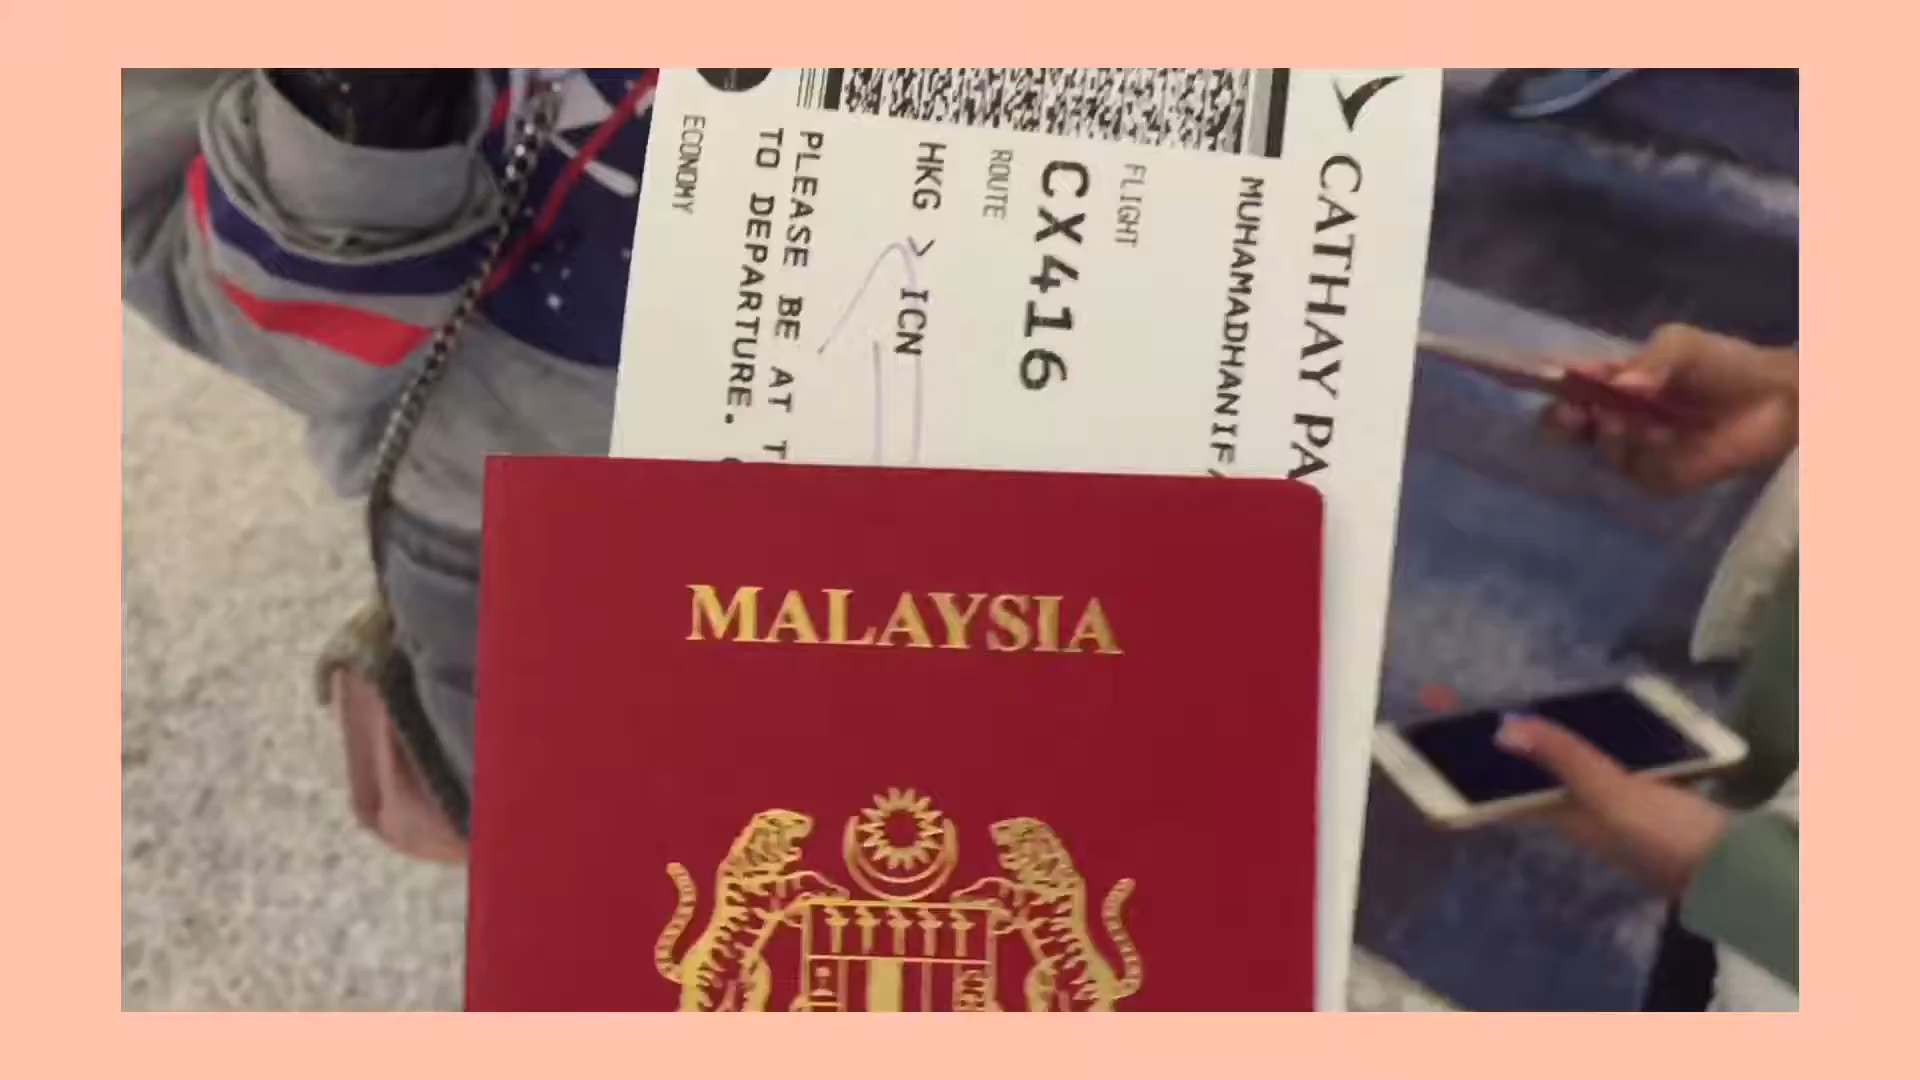 CATHAY PA
MUHAMADHANIF/
FLIGHT
CX416
ROUTE
HKG > ICN
PLEASE BE AT T
TO DEPARTURE.
ECONOMY
MALAYSIA